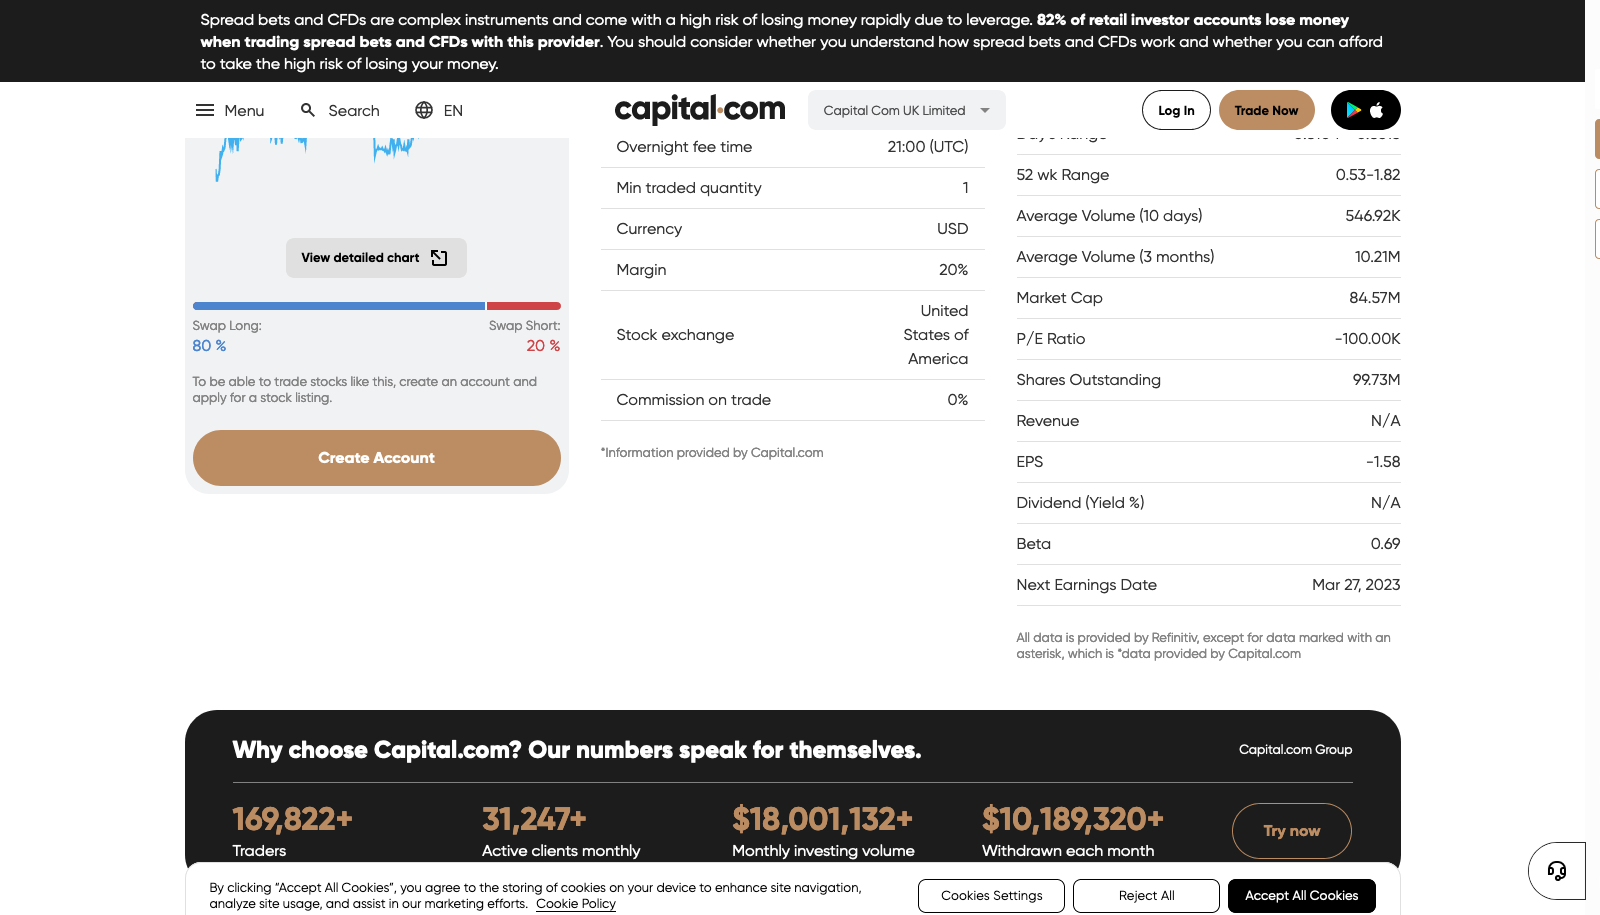 Spread bets and CFDs are complex instruments and come with a high risk of losing money rapidly due to leverage. 82% of retail investor accounts lose money
when trading spread bets and CFDs with this provider. You should consider whether you understand how spread bets and CFDs work and whether you can afford
to take the high risk of losing your money.
Menu
Search
EN
capital.com
Capital Com UK Limited
Log In
Trade Now
View detailed chart
Swap Long:
Swap Short:
80 %
20 %
To be able to trade stocks like this, create an account and
apply for a stock listing.
Create Account
Overnight fee time 21:00 (UTC)
Min traded quantity 1
Currency USD
Margin 20%
Stock exchange
United
States of
America
Commission on trade 0%
*Information provided by Capital.com
52 wk Range 0.53-1.82
Average Volume (10 days) 546.92K
Average Volume (3 months) 10.21M
Market Cap 84.57M
P/E Ratio -100.00K
Shares Outstanding 99.73M
Revenue N/A
EPS -1.58
Dividend (Yield %) N/A
Beta 0.69
Next Earnings Date Mar 27, 2023
All data is provided by Refinitiv, except for data marked with an
asterisk, which is *data provided by Capital.com
Why choose Capital.com? Our numbers speak for themselves.
Capital.com Group
169,822+
Traders
31,247+
Active clients monthly
$18,001,132+
Monthly investing volume
$10,189,320+
Withdrawn each month
Try now
By clicking “Accept All Cookies”, you agree to the storing of cookies on your device to enhance site navigation,
analyze site usage, and assist in our marketing efforts. Cookie Policy
Cookies Settings
Reject All
Accept All Cookies